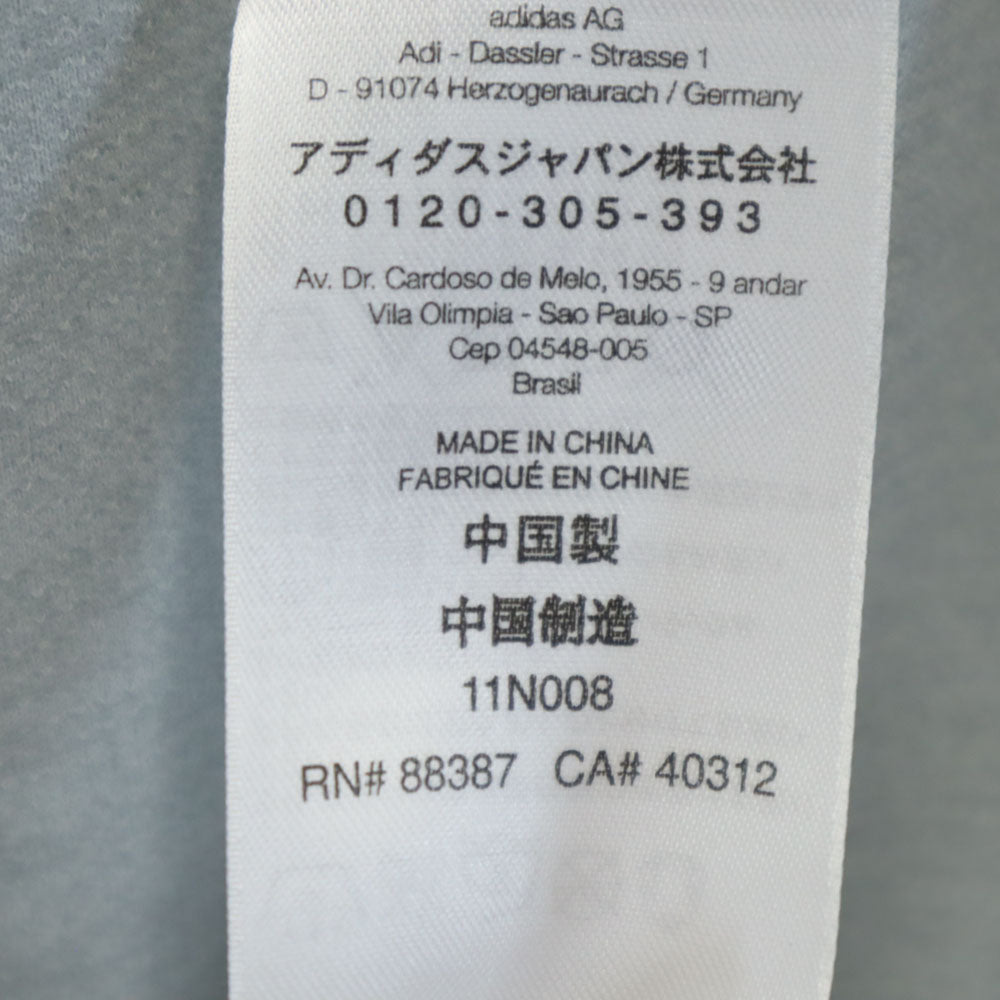 adidas AG
Adi - Dassler - Strasse 1
D - 91074 Herzogenaurach / Germany
アディダスジャパン株式会社
0120-305-393
Av. Dr. Cardoso de Melo, 1955 - 9 andar
Vila Olimpia - Sao Paulo - SP
Cep 04548-005
Brasil
MADE IN CHINA
FABRIQUÉ EN CHINE
中国製
中国制造
11N008
RN# 88387 CA# 40312